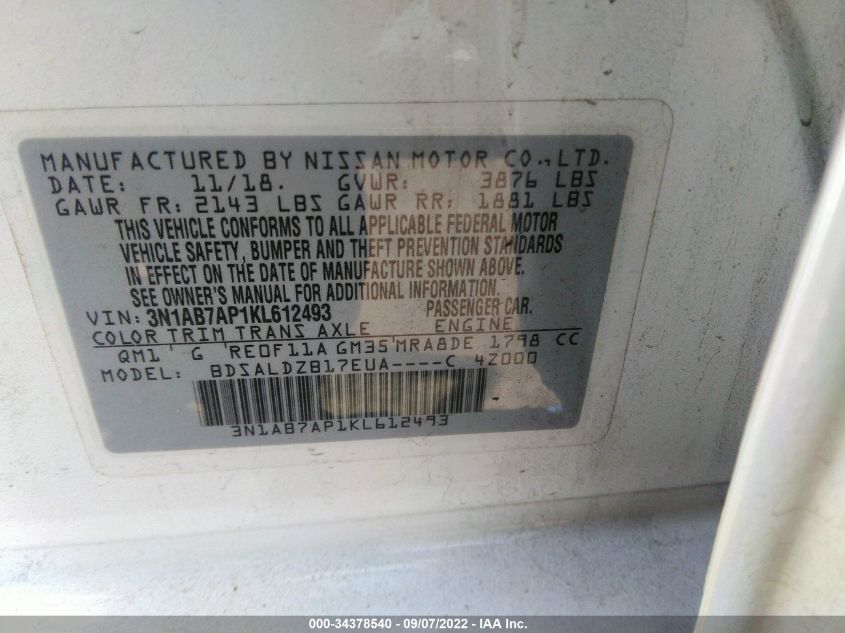 MANUFACTURED BY NISSAN MOTOR CO., LTD.
DATE: 11/18. GVWR: 3876 LBS
GAWR FR: 2143 LBS GAWR RR: 1881 LBS
THIS VEHICLE CONFORMS TO ALL APPLICABLE FEDERAL MOTOR
VEHICLE SAFETY, BUMPER AND THEFT PREVENTION STANDARDS
IN EFFECT ON THE DATE OF MANUFACTURE SHOWN ABOVE.
SEE OWNER'S MANUAL FOR ADDITIONAL INFORMATION.
VIN: 3N1AB7AP1KL612493 PASSENGER CAR.
COLOR TRIM TRANS AXLE ENGINE
QM1 'G 'RE0F11A GM35'MRA8DE 1798 CC
MODEL: BDSALDZB17EUA----C 4Z000
3N1AB7AP1KL612493
000-34378540 - 09/07/2022 - IAA Inc.